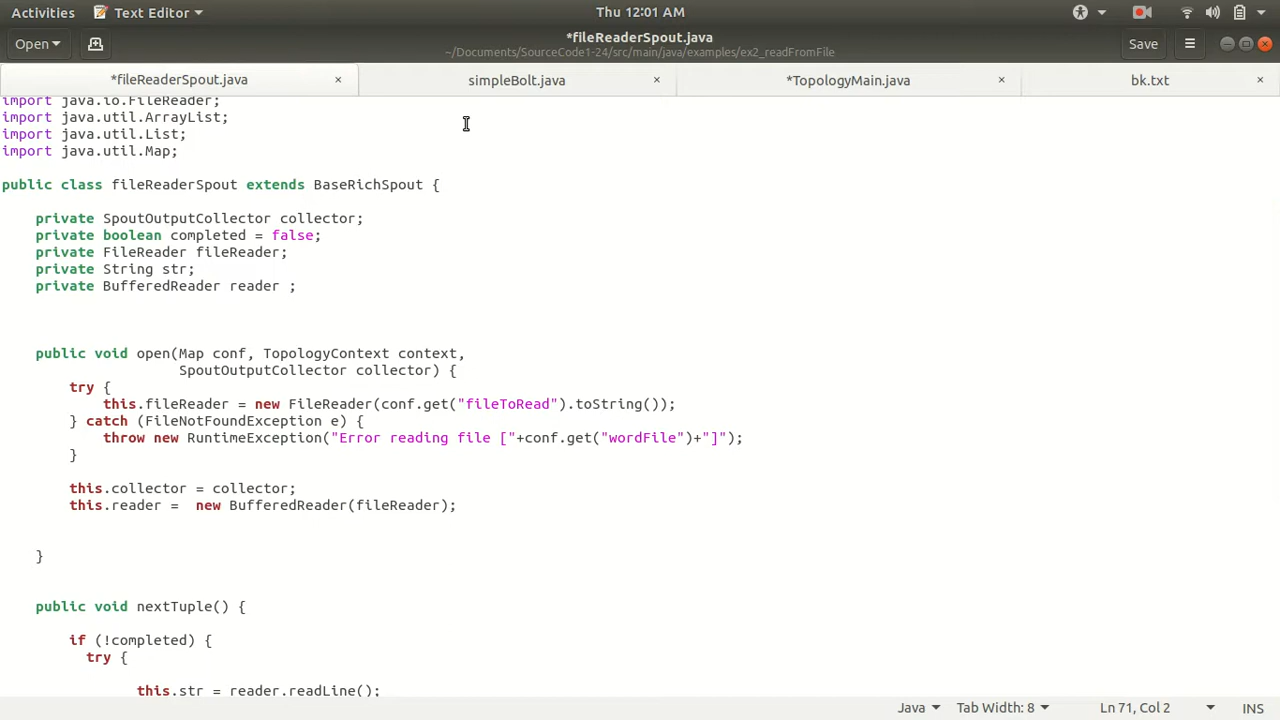 Activities Text Editor Thu 12:01 AM
Open *fileReaderSpout.java Save
~/Documents/SourceCode1-24/src/main/java/examples/ex2_readFromFile
*fileReaderSpout.java × simpleBolt.java × *TopologyMain.java × bk.txt ×
import java.io.FileReader;
import java.util.ArrayList;
import java.util.List;
import java.util.Map;
public class fileReaderSpout extends BaseRichSpout {
private SpoutOutputCollector collector;
private boolean completed = false;
private FileReader fileReader;
private String str;
private BufferedReader reader ;
public void open(Map conf, TopologyContext context,
SpoutOutputCollector collector) {
try {
this.fileReader = new FileReader(conf.get("fileToRead").toString());
} catch (FileNotFoundException e) {
throw new RuntimeException("Error reading file ["+conf.get("wordFile")+"]");
}
this.collector = collector;
this.reader =  new BufferedReader(fileReader);
}
public void nextTuple() {
if (!completed) {
try {
this.str = reader.readLine();
Java Tab Width: 8 Ln 71, Col 2 INS